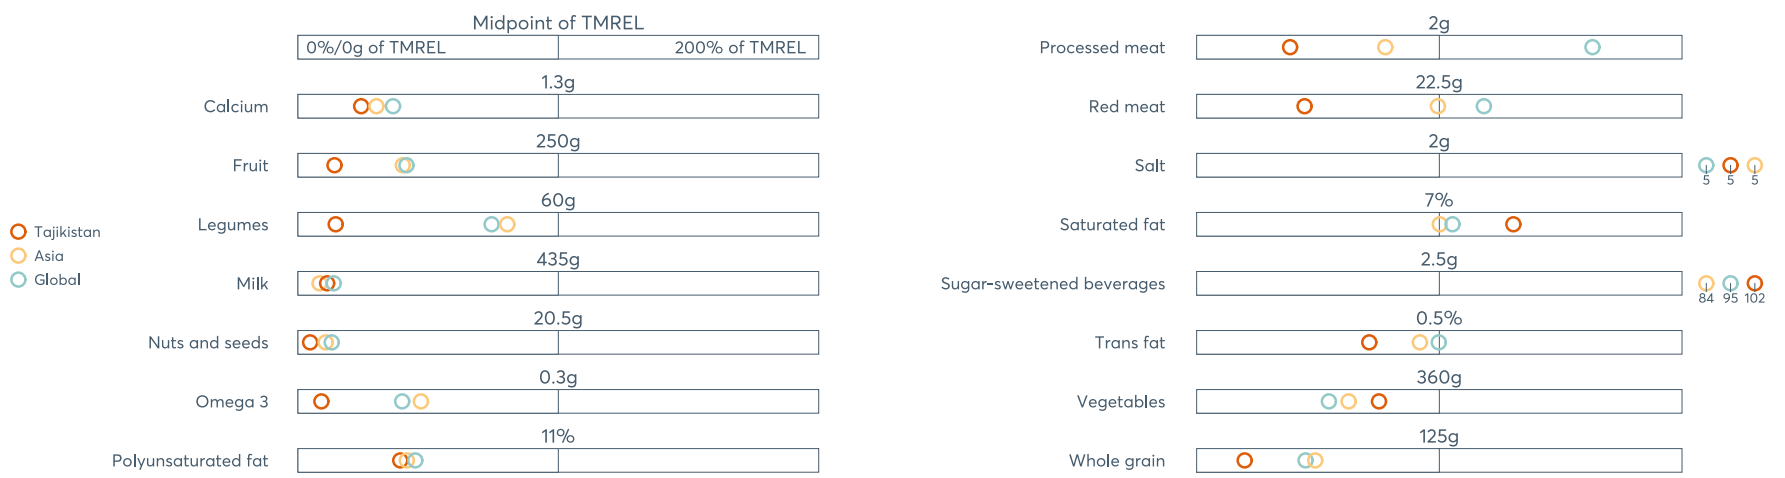 Midpoint of TMREL
0%/0g of TMREL 200% of TMREL
1.3g
Calcium
250g
Fruit
60g
Legumes
435g
Milk
20.5g
Nuts and seeds
0.3g
Omega 3
11%
Polyunsaturated fat
Tajikistan
Asia
Global
2g
Processed meat
22.5g
Red meat
2g
Salt
5 5 5
7%
Saturated fat
2.5g
Sugar-sweetened beverages
84 95 102
0.5%
Trans fat
360g
Vegetables
125g
Whole grain